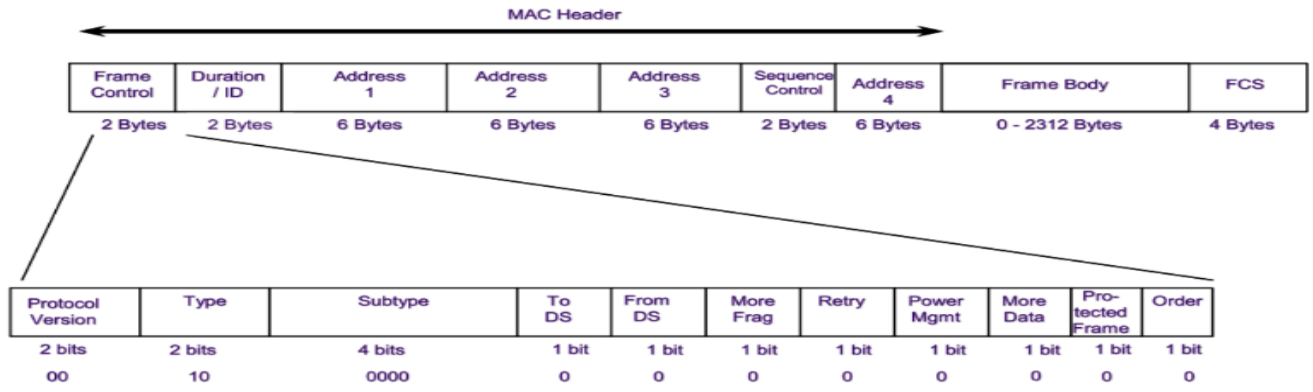 MAC Header
Frame Control
Duration / ID
Address 1
Address 2
Address 3
Sequence Control
Address 4
Frame Body
FCS
2 Bytes 2 Bytes 6 Bytes 6 Bytes 6 Bytes 2 Bytes 6 Bytes 0 - 2312 Bytes 4 Bytes
Protocol Version
Type
Subtype
To DS
From DS
More Frag
Retry
Power Mgmt
More Data
Pro-tected Frame
Order
2 bits 2 bits 4 bits 1 bit 1 bit 1 bit 1 bit 1 bit 1 bit 1 bit 1 bit
00 10 0000 0 0 0 0 0 0 0 0